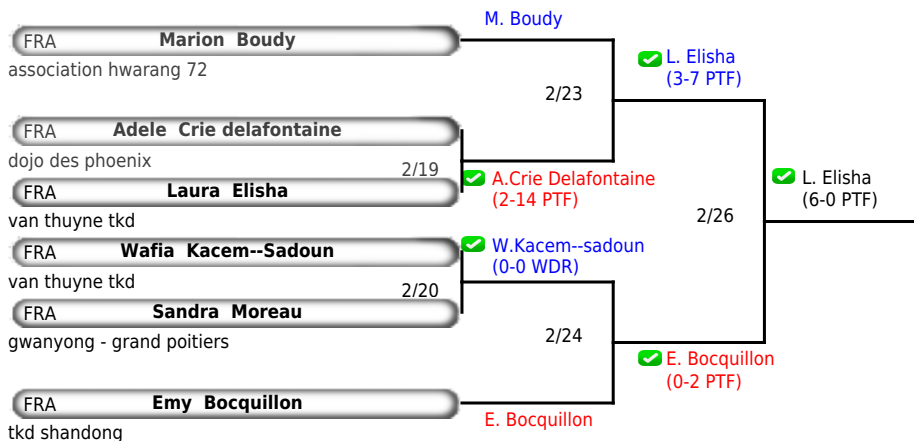 M. Boudy
FRA Marion Boudy
association hwarang 72
L. Elisha
(3-7 PTF)
2/23
FRA Adele Crie delafontaine
dojo des phoenix
2/19
A.Crie Delafontaine
(2-14 PTF)
L. Elisha
(6-0 PTF)
FRA Laura Elisha
van thuyne tkd
2/26
FRA Wafia Kacem--Sadoun
W.Kacem--sadoun
(0-0 WDR)
van thuyne tkd
2/20
FRA Sandra Moreau
gwanyong - grand poitiers
2/24
E. Bocquillon
(0-2 PTF)
FRA Emy Bocquillon
E. Bocquillon
tkd shandong